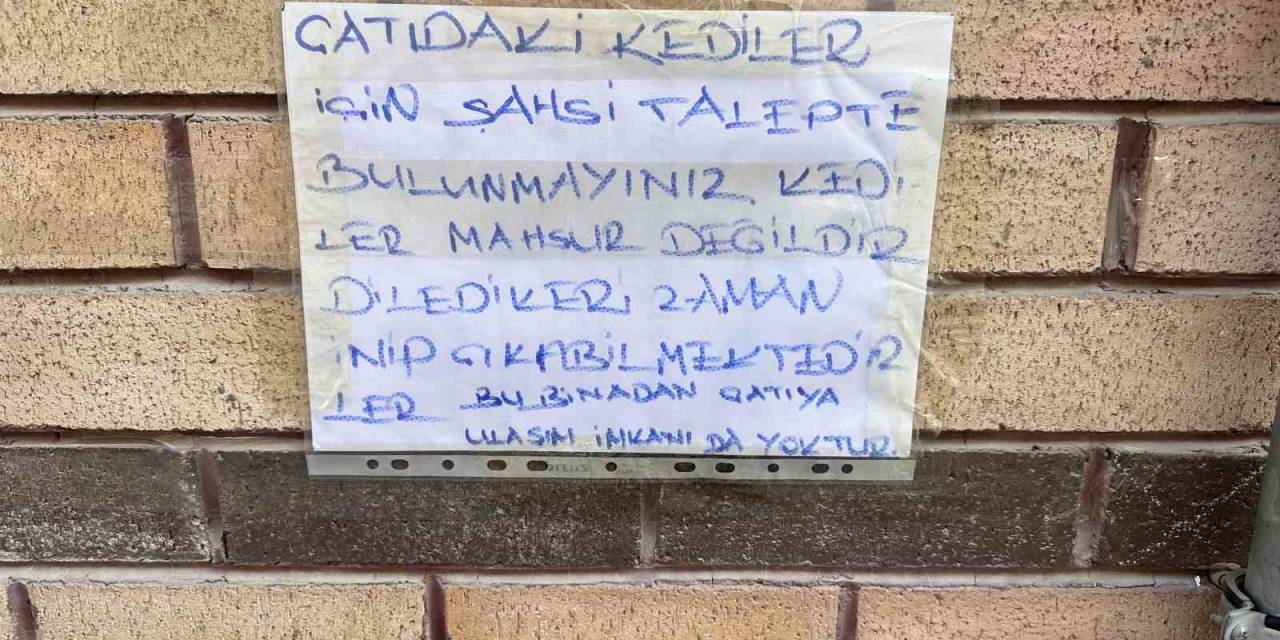 ÇATIDAKİ KEDİLER
İÇİN ŞAHSİ TALEPTE
BULUNMAYINIZ KEDİ
LER MAHSUR DEĞİLDİR
DİLEDİKERİ ZAMAN
İNİP ÇIKABİLMEKTEDİR
LER BU BİNADAN ÇATIYA
ULAŞIM İMKANI DA YOKTUR.